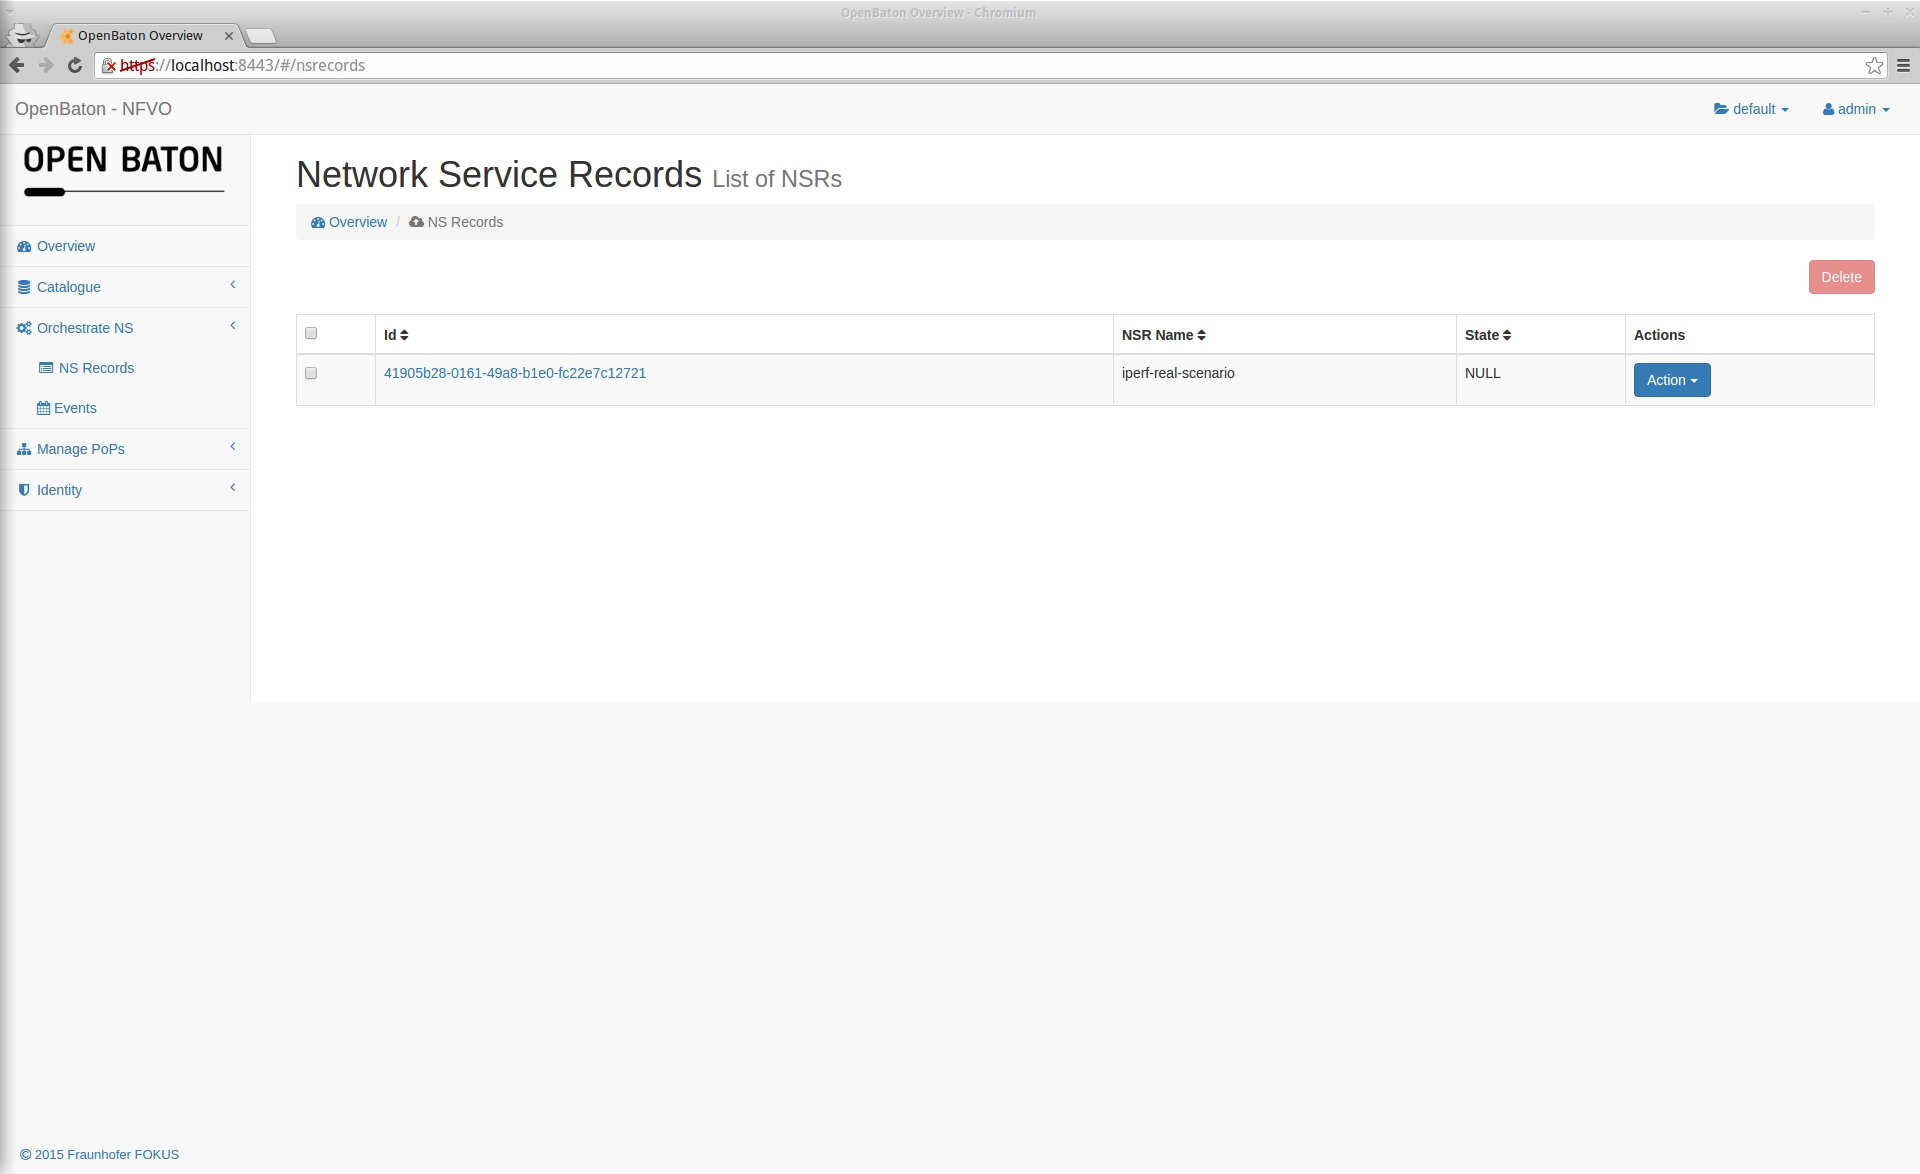 OpenBaton Overview - Chromium
OpenBaton Overview
https://localhost:8443/#/nsrecords
OpenBaton - NFVO
default
admin
OPEN BATON
Overview
Catalogue
Orchestrate NS
NS Records
Events
Manage PoPs
Identity
Network Service Records List of NSRs
Overview / NS Records
Delete
Id NSR Name State Actions
41905b28-0161-49a8-b1e0-fc22e7c12721 iperf-real-scenario NULL Action
© 2015 Fraunhofer FOKUS